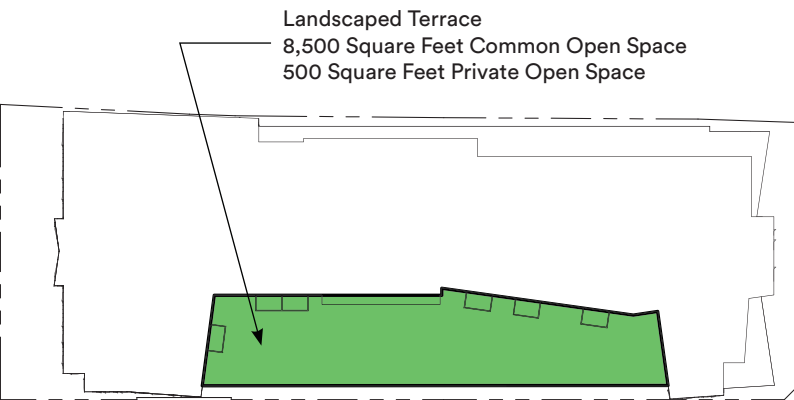 Landscaped Terrace
8,500 Square Feet Common Open Space
500 Square Feet Private Open Space